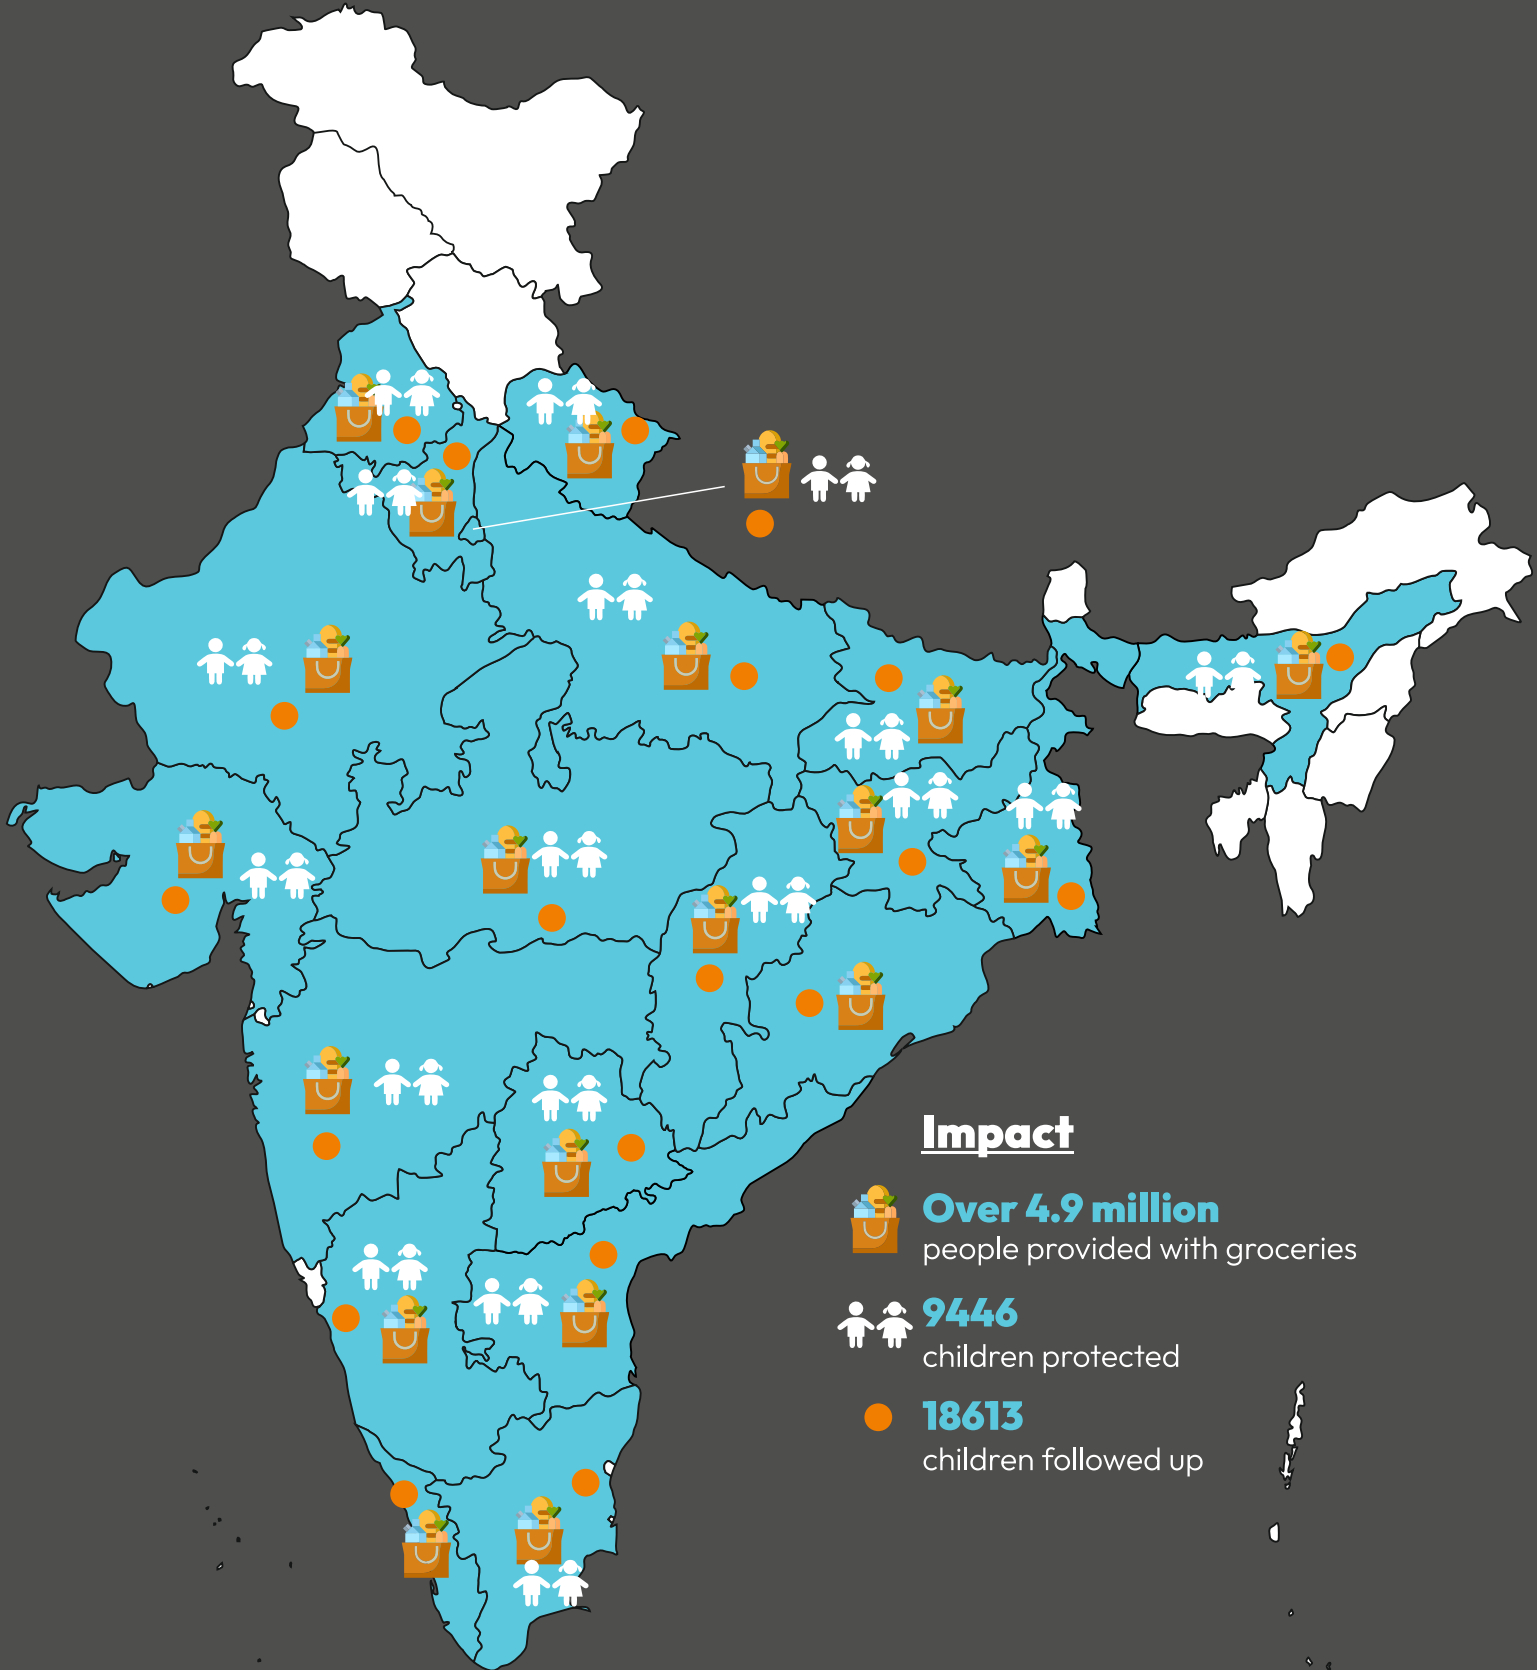 Impact
Over 4.9 million
people provided with groceries
9446
children protected
18613
children followed up